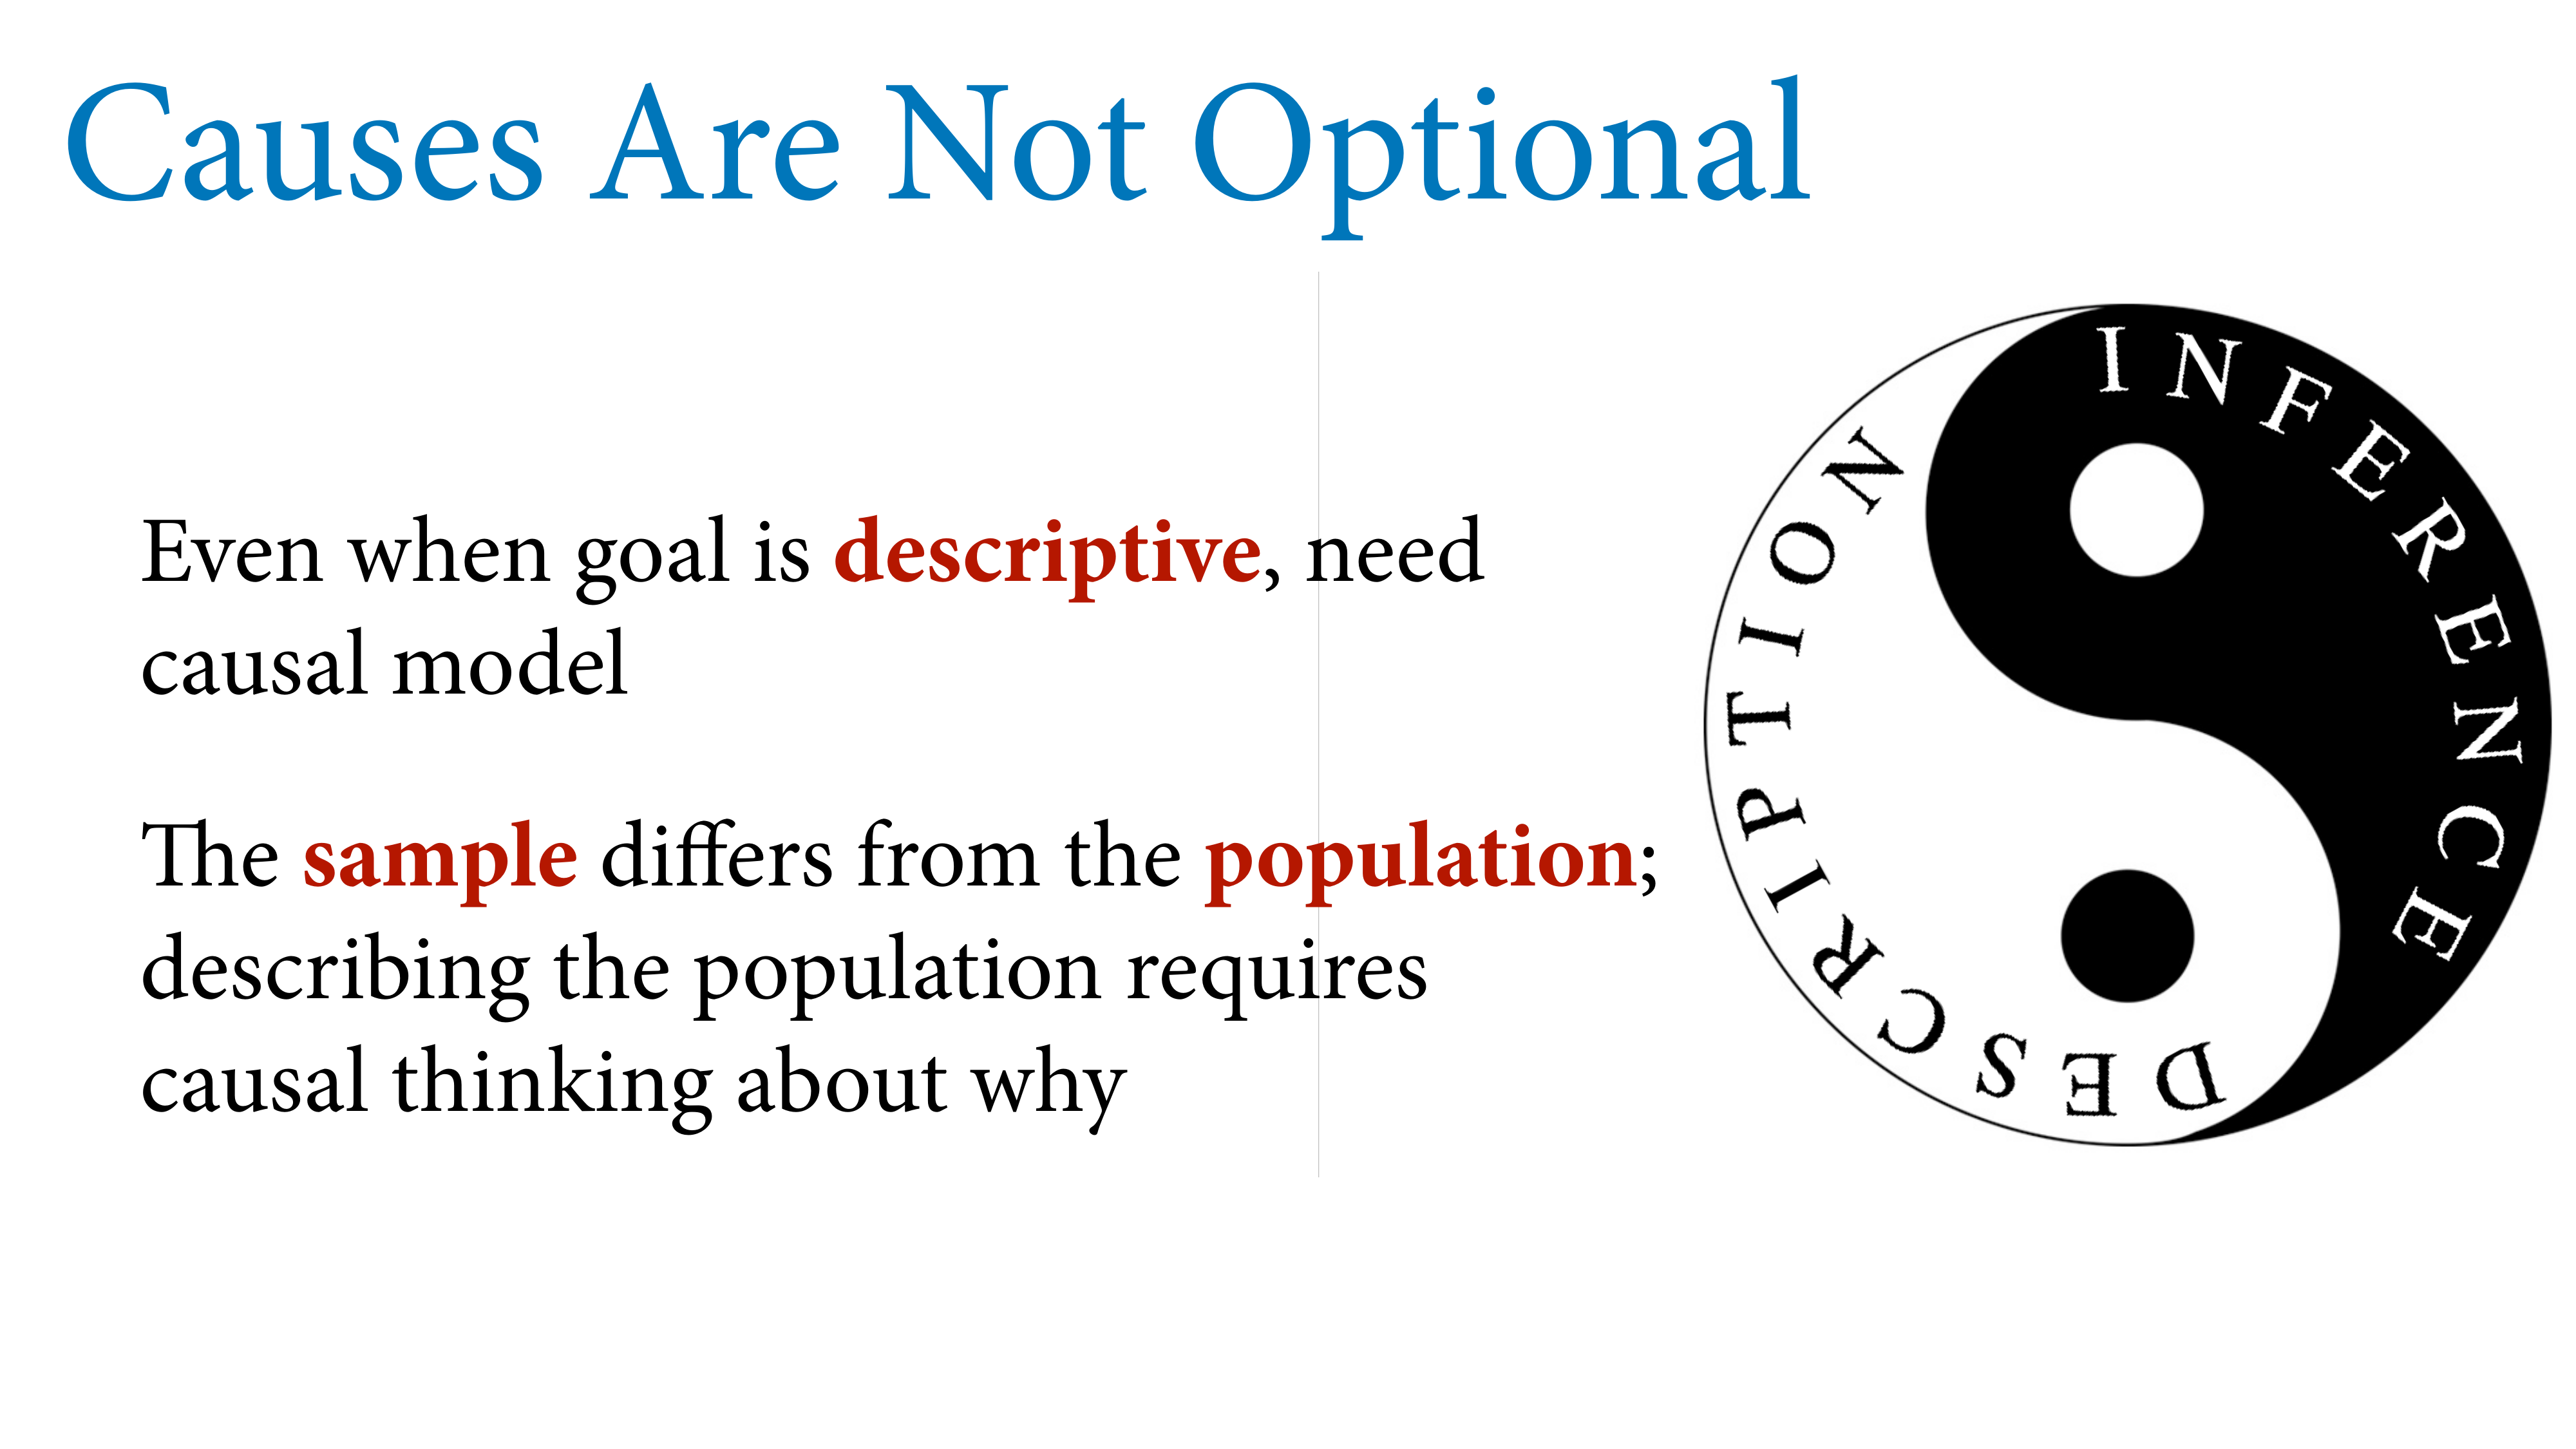 Causes Are Not Optional
Even when goal is descriptive, need
causal model
The sample differs from the population;
describing the population requires
causal thinking about why
INFERENCE
DESCRIPTION